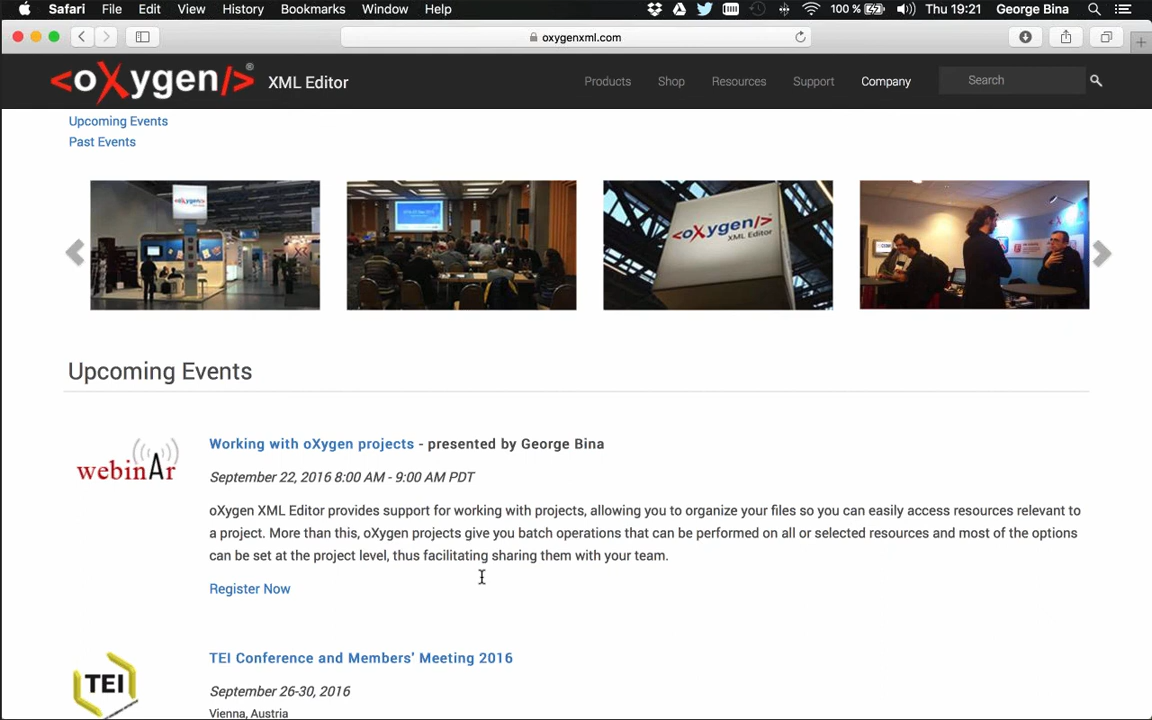 Safari File Edit View History Bookmarks Window Help 100 % Thu 19:21 George Bina
oxygenxml.com
<oXygen/>® XML Editor Products Shop Resources Support Company Search
Upcoming Events
Past Events
<oXygen/>
XML Editor
Upcoming Events
webinAr
Working with oXygen projects - presented by George Bina
September 22, 2016 8:00 AM - 9:00 AM PDT
oXygen XML Editor provides support for working with projects, allowing you to organize your files so you can easily access resources relevant to
a project. More than this, oXygen projects give you batch operations that can be performed on all or selected resources and most of the options
can be set at the project level, thus facilitating sharing them with your team.
Register Now
TEI
TEI Conference and Members' Meeting 2016
September 26-30, 2016
Vienna, Austria